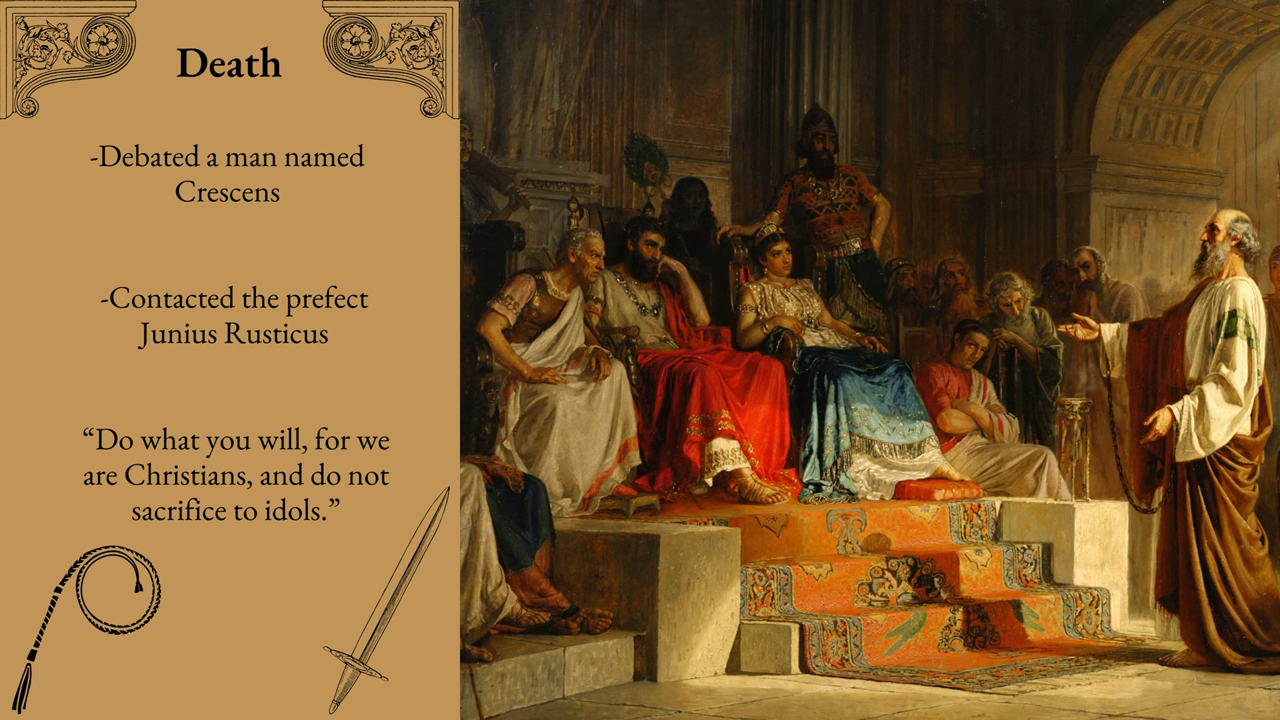 Death
-Debated a man named
Crescens
-Contacted the prefect
Junius Rusticus
“Do what you will, for we
are Christians, and do not
sacrifice to idols.”